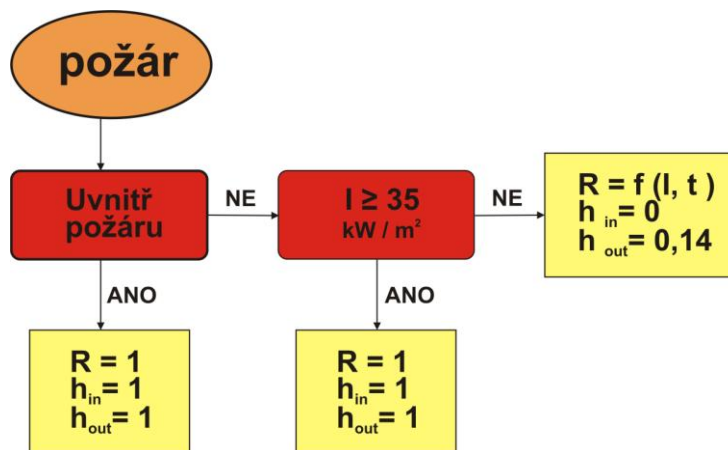 požár
Uvnitř
požáru
NE
I ≥ 35
kW / m²
NE
R = f (I, t )
h in= 0
h out= 0,14
ANO
ANO
R = 1
hin= 1
hout= 1
R = 1
hin= 1
hout= 1